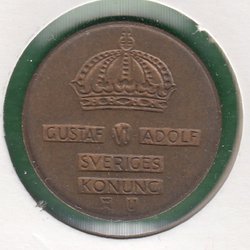 GUSTAF VI ADOLF
SVERIGES
KONUNG
U